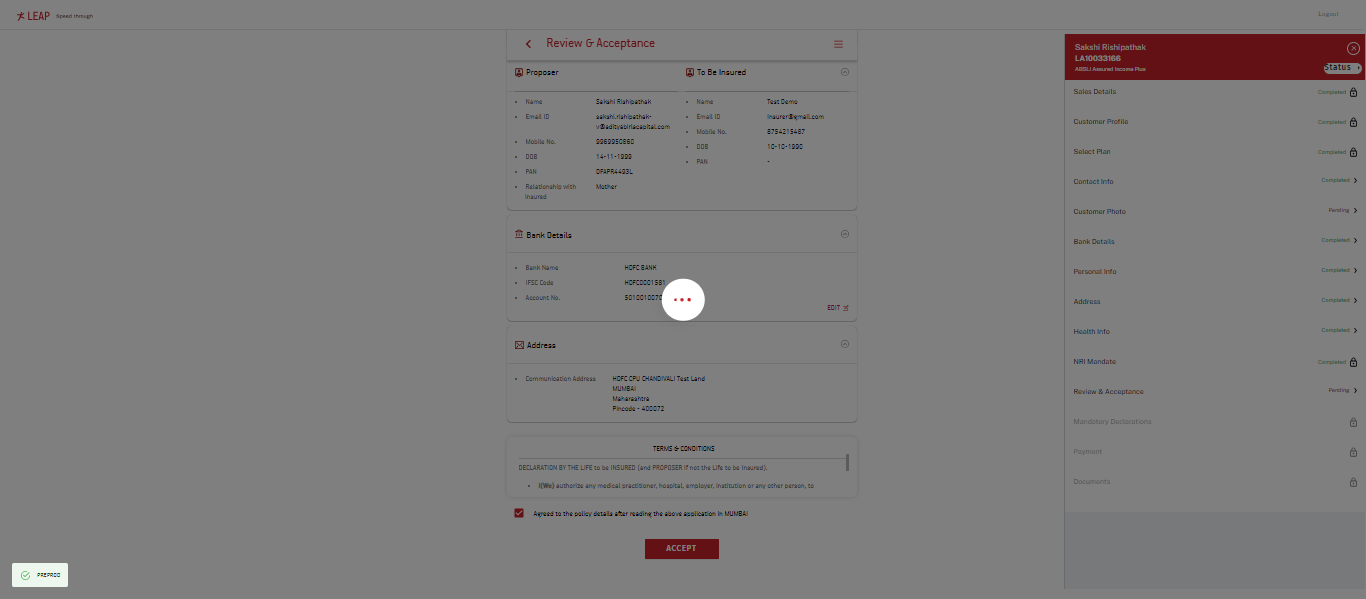 LEAP Speed through
Logout
Review & Acceptance
Proposer
Name Sakshi Rishipathak
Email ID sakshi.rishipathak-
v@adityabirlacapital.com
Mobile No. 9969950860
DOB 14-11-1999
PAN
Relationship with Mother
Insured
To Be Insured
Name Test Demo
Email ID insurer@gmail.com
Mobile No. 8754215487
DOB 10-10-1990
PAN -
Bank Details
Bank Name HDFC BANK
IFSC Code HDFC0001981
Account No.
EDIT
Address
Communication Address HDFC CPU CHANDIVALI Test Land
MUMBAI
Maharashtra
Pincode - 400072
TERMS & CONDITIONS
DECLARATION BY THE LIFE to be INSURED (and PROPOSER if not the Life to be Insured).
I(We) authorize any medical practitioner, hospital, employer, institution or any other person, to
Agreed to the policy details after reading the above application in MUMBAI
ACCEPT
PREPROD
Sakshi Rishipathak
LA10033166
ABSLI Assured Income Plus
Status
Sales Details Completed
Customer Profile Completed
Select Plan Completed
Contact Info Completed
Customer Photo Pending
Bank Details Completed
Personal Info Completed
Address Completed
Health Info Completed
NRI Mandate Completed
Review & Acceptance Pending
Mandatory Declarations
Payment
Documents